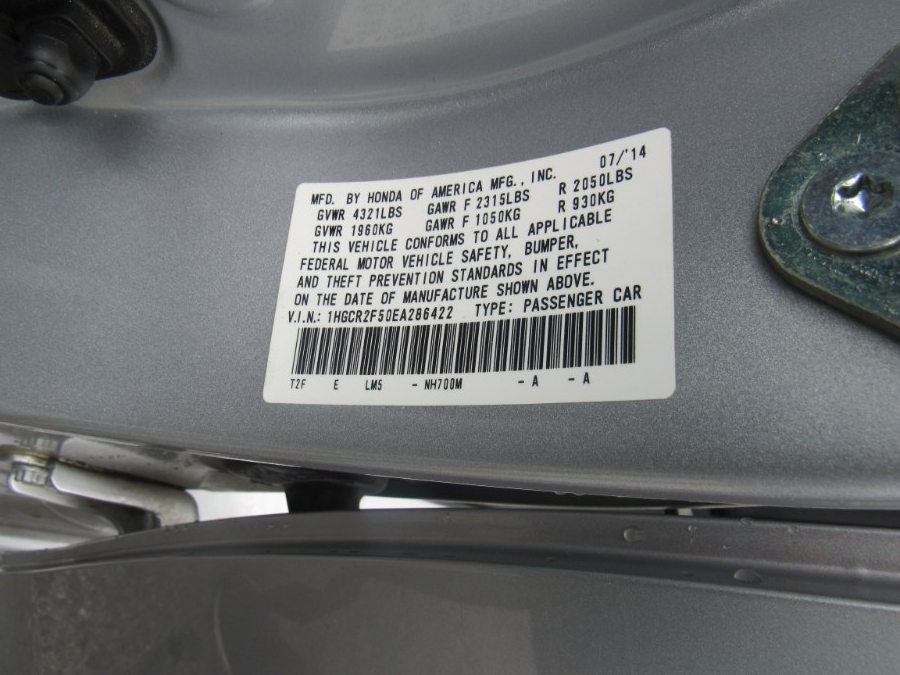 07/'14
MFD. BY HONDA OF AMERICA MFG., INC.
GVWR 4321LBS GAWR F 2315LBS R 2050LBS
GVWR 1960KG GAWR F 1050KG R 930KG
THIS VEHICLE CONFORMS TO ALL APPLICABLE
FEDERAL MOTOR VEHICLE SAFETY, BUMPER,
AND THEFT PREVENTION STANDARDS IN EFFECT
ON THE DATE OF MANUFACTURE SHOWN ABOVE.
V.I.N.: 1HGCR2F50EA286422 TYPE: PASSENGER CAR
T2F E LM5 - NH700M - A - A